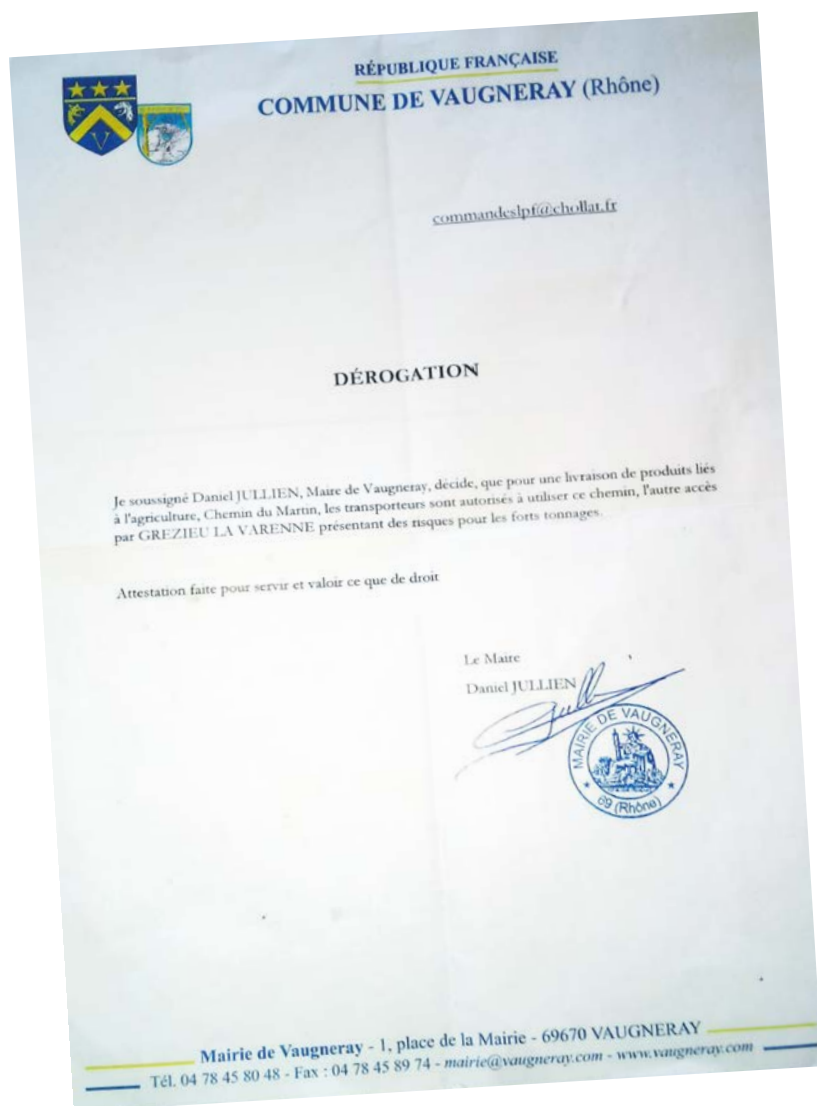 RÉPUBLIQUE FRANÇAISE
COMMUNE DE VAUGNERAY (Rhône)
commandeslpf@chollat.fr
DÉROGATION
Je soussigné Daniel JULLIEN, Maire de Vaugneray, décide, que pour une livraison de produits liés
à l'agriculture, Chemin du Martin, les transporteurs sont autorisés à utiliser ce chemin, l'autre accès
par GREZIEU LA VARENNE présentant des risques pour les forts tonnages.
Attestation faite pour servir et valoir ce que de droit
Le Maire
Daniel JULLIEN
MAIRIE DE VAUGNERAY
69 (Rhône)
Mairie de Vaugneray - 1, place de la Mairie - 69670 VAUGNERAY
Tél. 04 78 45 80 48 - Fax : 04 78 45 89 74 - mairie@vaugneray.com - www.vaugneray.com